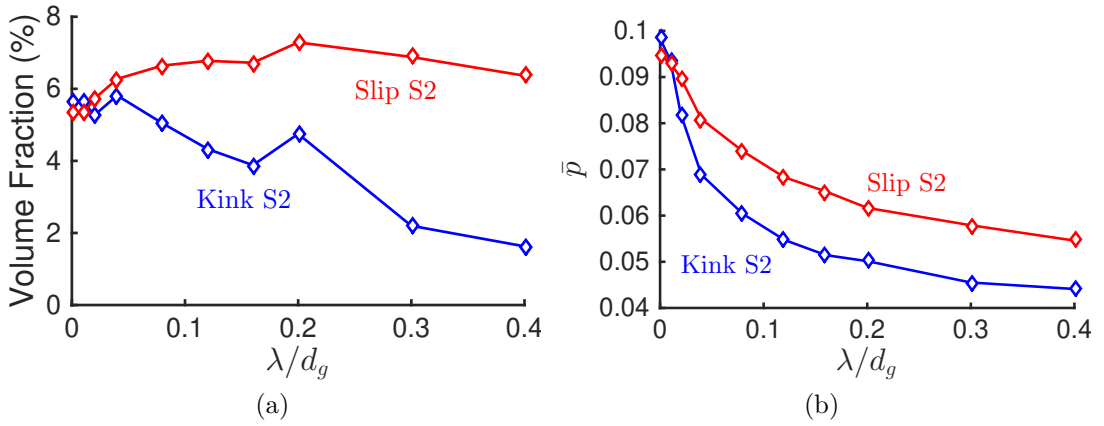 Volume Fraction (%)
8
6
4
2
0
Slip S2
Kink S2
0 0.1 0.2 0.3 0.4
λ/d_g
(a)
p̄
0.1
0.09
0.08
0.07
0.06
0.05
0.04
Slip S2
Kink S2
0 0.1 0.2 0.3 0.4
λ/d_g
(b)